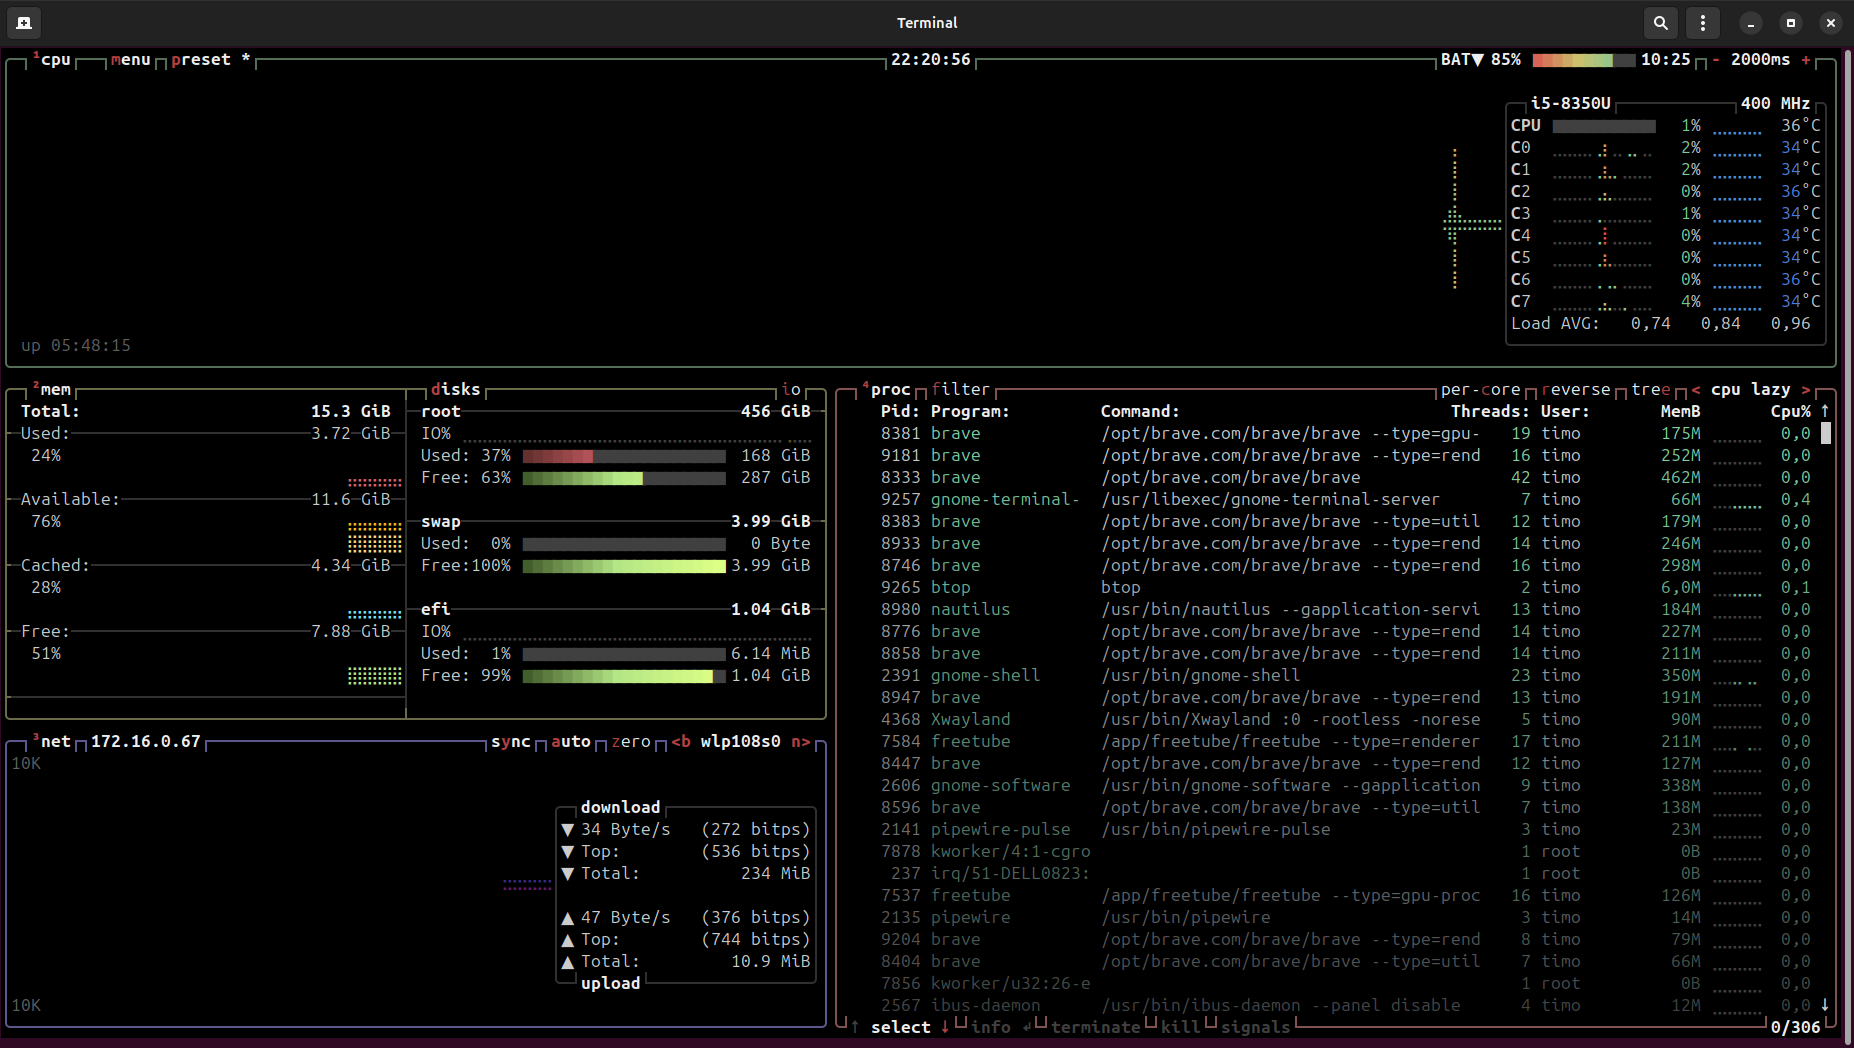 Terminal
¹cpu menu preset * 22:20:56 BAT▼ 85% 10:25 - 2000ms +
i5-8350U 400 MHz
CPU 1% 36°C
C0 2% 34°C
C1 2% 34°C
C2 0% 36°C
C3 1% 34°C
C4 0% 34°C
C5 0% 34°C
C6 0% 36°C
C7 4% 34°C
Load AVG: 0,74 0,84 0,96
up 05:48:15
²mem disks io
Total: 15.3 GiB
Used: 3.72 GiB
24%
Available: 11.6 GiB
76%
Cached: 4.34 GiB
28%
Free: 7.88 GiB
51%
root 456 GiB
IO%
Used: 37% 168 GiB
Free: 63% 287 GiB
swap 3.99 GiB
Used: 0% 0 Byte
Free:100% 3.99 GiB
efi 1.04 GiB
IO%
Used: 1% 6.14 MiB
Free: 99% 1.04 GiB
³net 172.16.0.67 sync auto zero <b wlp108s0 n>
10K
download
▼ 34 Byte/s (272 bitps)
▼ Top: (536 bitps)
▼ Total: 234 MiB
▲ 47 Byte/s (376 bitps)
▲ Top: (744 bitps)
▲ Total: 10.9 MiB
upload
10K
⁴proc filter per-core reverse tree < cpu lazy >
Pid: Program: Command: Threads: User: MemB Cpu% ↑
8381 brave /opt/brave.com/brave/brave --type=gpu- 19 timo 175M 0,0
9181 brave /opt/brave.com/brave/brave --type=rend 16 timo 252M 0,0
8333 brave /opt/brave.com/brave/brave 42 timo 462M 0,0
9257 gnome-terminal- /usr/libexec/gnome-terminal-server 7 timo 66M 0,4
8383 brave /opt/brave.com/brave/brave --type=util 12 timo 179M 0,0
8933 brave /opt/brave.com/brave/brave --type=rend 14 timo 246M 0,0
8746 brave /opt/brave.com/brave/brave --type=rend 16 timo 298M 0,0
9265 btop btop 2 timo 6,0M 0,1
8980 nautilus /usr/bin/nautilus --gapplication-servi 13 timo 184M 0,0
8776 brave /opt/brave.com/brave/brave --type=rend 14 timo 227M 0,0
8858 brave /opt/brave.com/brave/brave --type=rend 14 timo 211M 0,0
2391 gnome-shell /usr/bin/gnome-shell 23 timo 350M 0,0
8947 brave /opt/brave.com/brave/brave --type=rend 13 timo 191M 0,0
4368 Xwayland /usr/bin/Xwayland :0 -rootless -norese 5 timo 90M 0,0
7584 freetube /app/freetube/freetube --type=renderer 17 timo 211M 0,0
8447 brave /opt/brave.com/brave/brave --type=rend 12 timo 127M 0,0
2606 gnome-software /usr/bin/gnome-software --gapplication 9 timo 338M 0,0
8596 brave /opt/brave.com/brave/brave --type=util 7 timo 138M 0,0
2141 pipewire-pulse /usr/bin/pipewire-pulse 3 timo 23M 0,0
7878 kworker/4:1-cgro 1 root 0B 0,0
237 irq/51-DELL0823: 1 root 0B 0,0
7537 freetube /app/freetube/freetube --type=gpu-proc 16 timo 126M 0,0
2135 pipewire /usr/bin/pipewire 3 timo 14M 0,0
9204 brave /opt/brave.com/brave/brave --type=rend 8 timo 79M 0,0
8404 brave /opt/brave.com/brave/brave --type=util 7 timo 66M 0,0
7856 kworker/u32:26-e 1 root 0B 0,0
2567 ibus-daemon /usr/bin/ibus-daemon --panel disable 4 timo 12M 0,0 ↓
↑ select ↓ info ↲ terminate kill signals 0/306